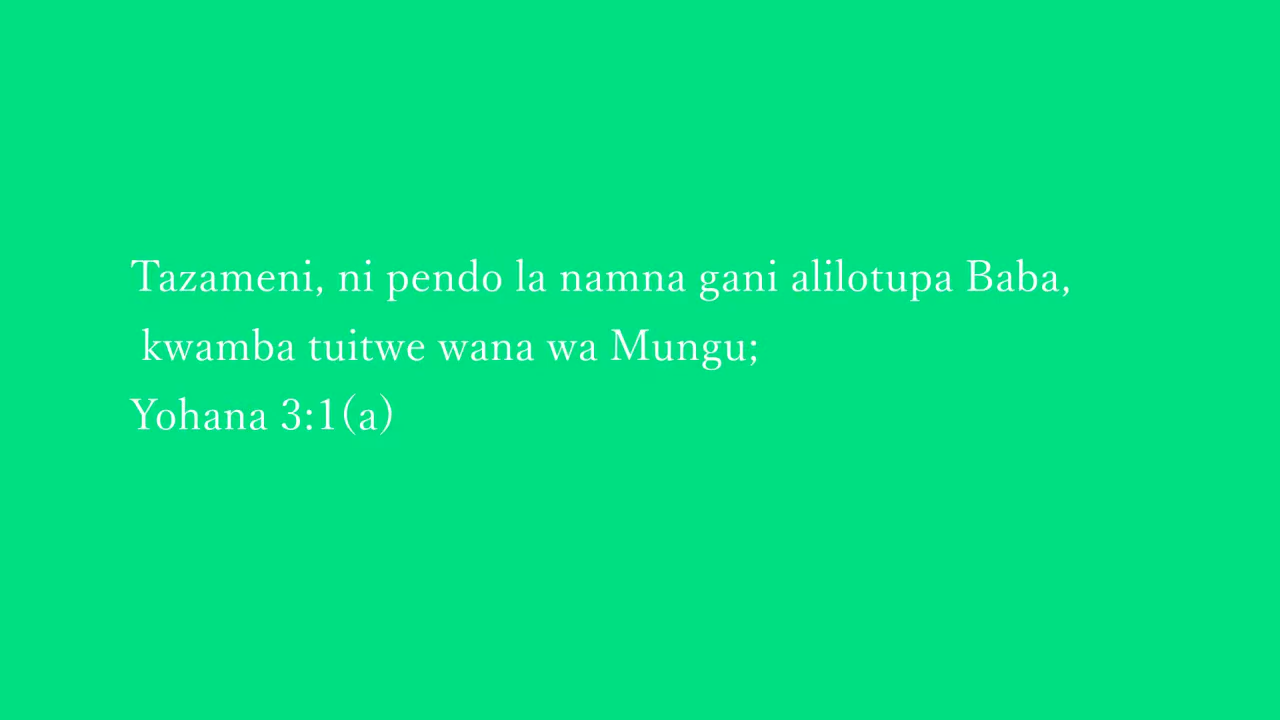 Tazameni, ni pendo la namna gani alilotupa Baba,
kwamba tuitwe wana wa Mungu;
Yohana 3:1(a)